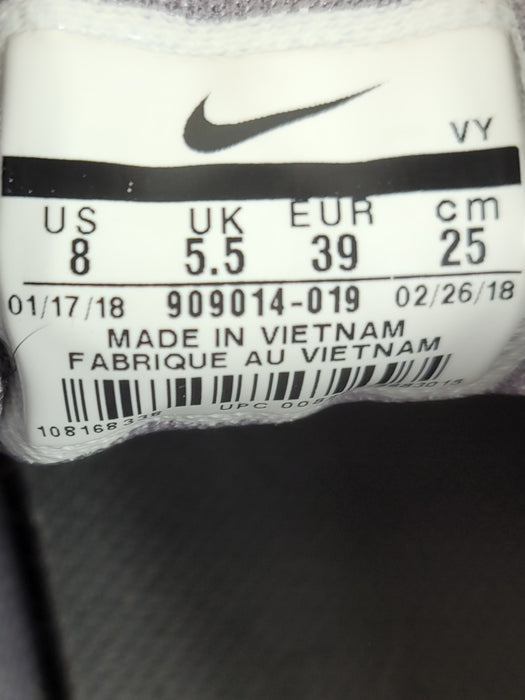 VY
US UK EUR cm
8 5.5 39 25
01/17/18 909014-019 02/26/18
MADE IN VIETNAM
FABRIQUE AU VIETNAM
UPC